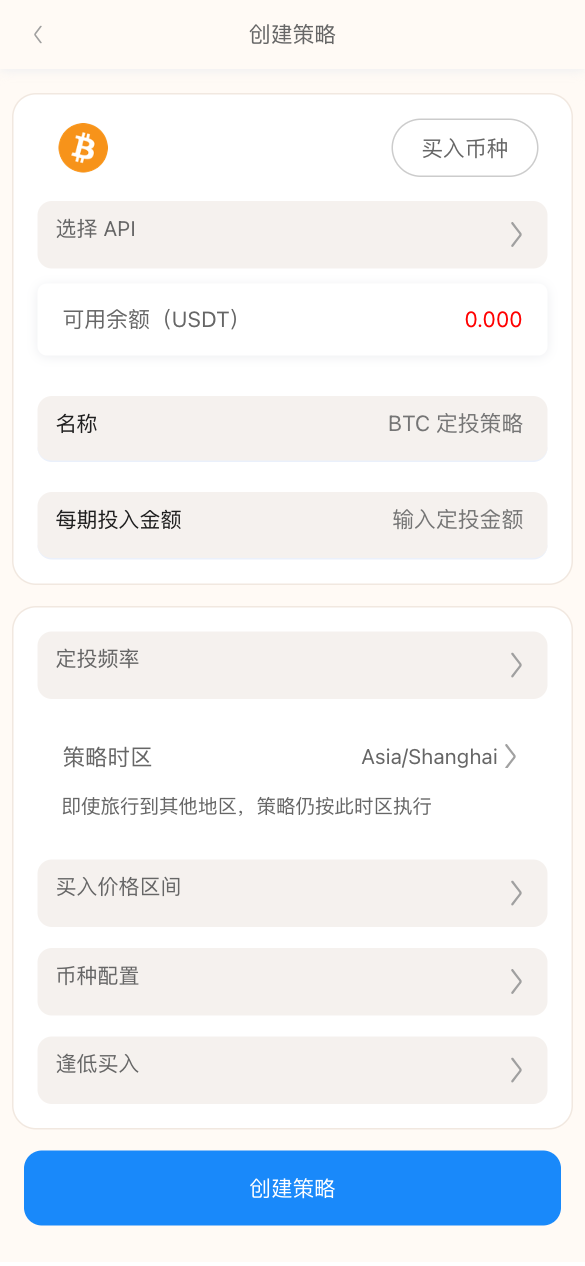 创建策略
买入币种
选择 API
可用余额（USDT） 0.000
名称 BTC 定投策略
每期投入金额 输入定投金额
定投频率
策略时区 Asia/Shanghai
即使旅行到其他地区，策略仍按此时区执行
买入价格区间
币种配置
逢低买入
创建策略